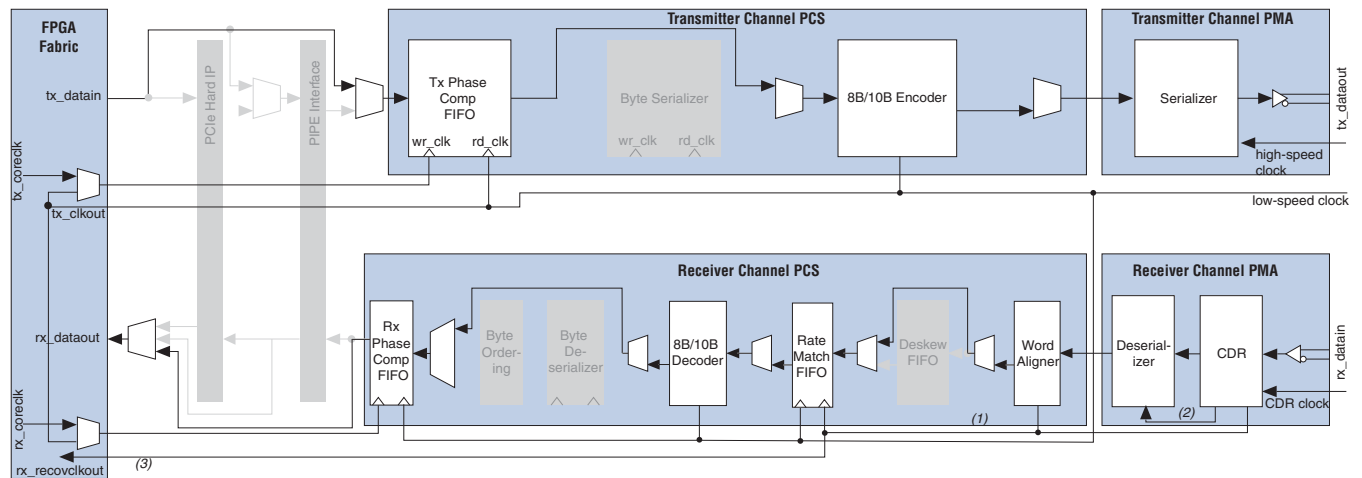 FPGA
Fabric
Transmitter Channel PCS
Transmitter Channel PMA
tx_datain
PCIe Hard IP
PIPE Interface
Tx Phase
Comp
FIFO
wr_clk
rd_clk
Byte Serializer
wr_clk
rd_clk
8B/10B Encoder
Serializer
tx_dataout
high-speed
clock
tx_coreclk
tx_clkout
low-speed clock
Receiver Channel PCS
Receiver Channel PMA
rx_dataout
Rx
Phase
Comp
FIFO
Byte
Order-
ing
Byte
De-
serializer
8B/10B
Decoder
Rate
Match
FIFO
Deskew
FIFO
Word
Aligner
Deserial-
izer
CDR
rx_datain
CDR clock
(1)
(2)
rx_coreclk
rx_recovclkout
(3)